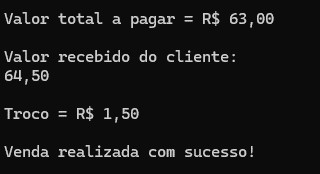 Valor total a pagar = R$ 63,00
Valor recebido do cliente:
64,50
Troco = R$ 1,50
Venda realizada com sucesso!